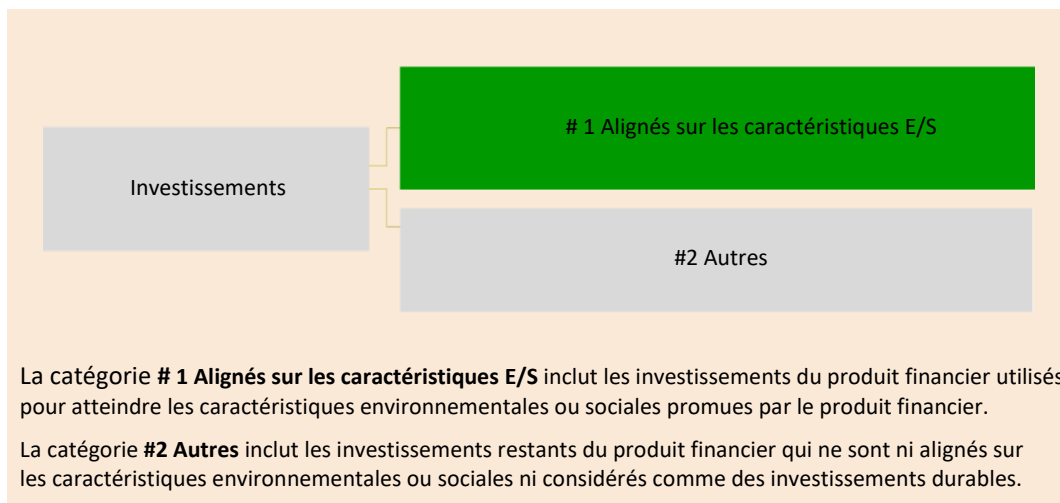 # 1 Alignés sur les caractéristiques E/S
Investissements
#2 Autres
La catégorie # 1 Alignés sur les caractéristiques E/S inclut les investissements du produit financier utilisés
pour atteindre les caractéristiques environnementales ou sociales promues par le produit financier.
La catégorie #2 Autres inclut les investissements restants du produit financier qui ne sont ni alignés sur
les caractéristiques environnementales ou sociales ni considérés comme des investissements durables.